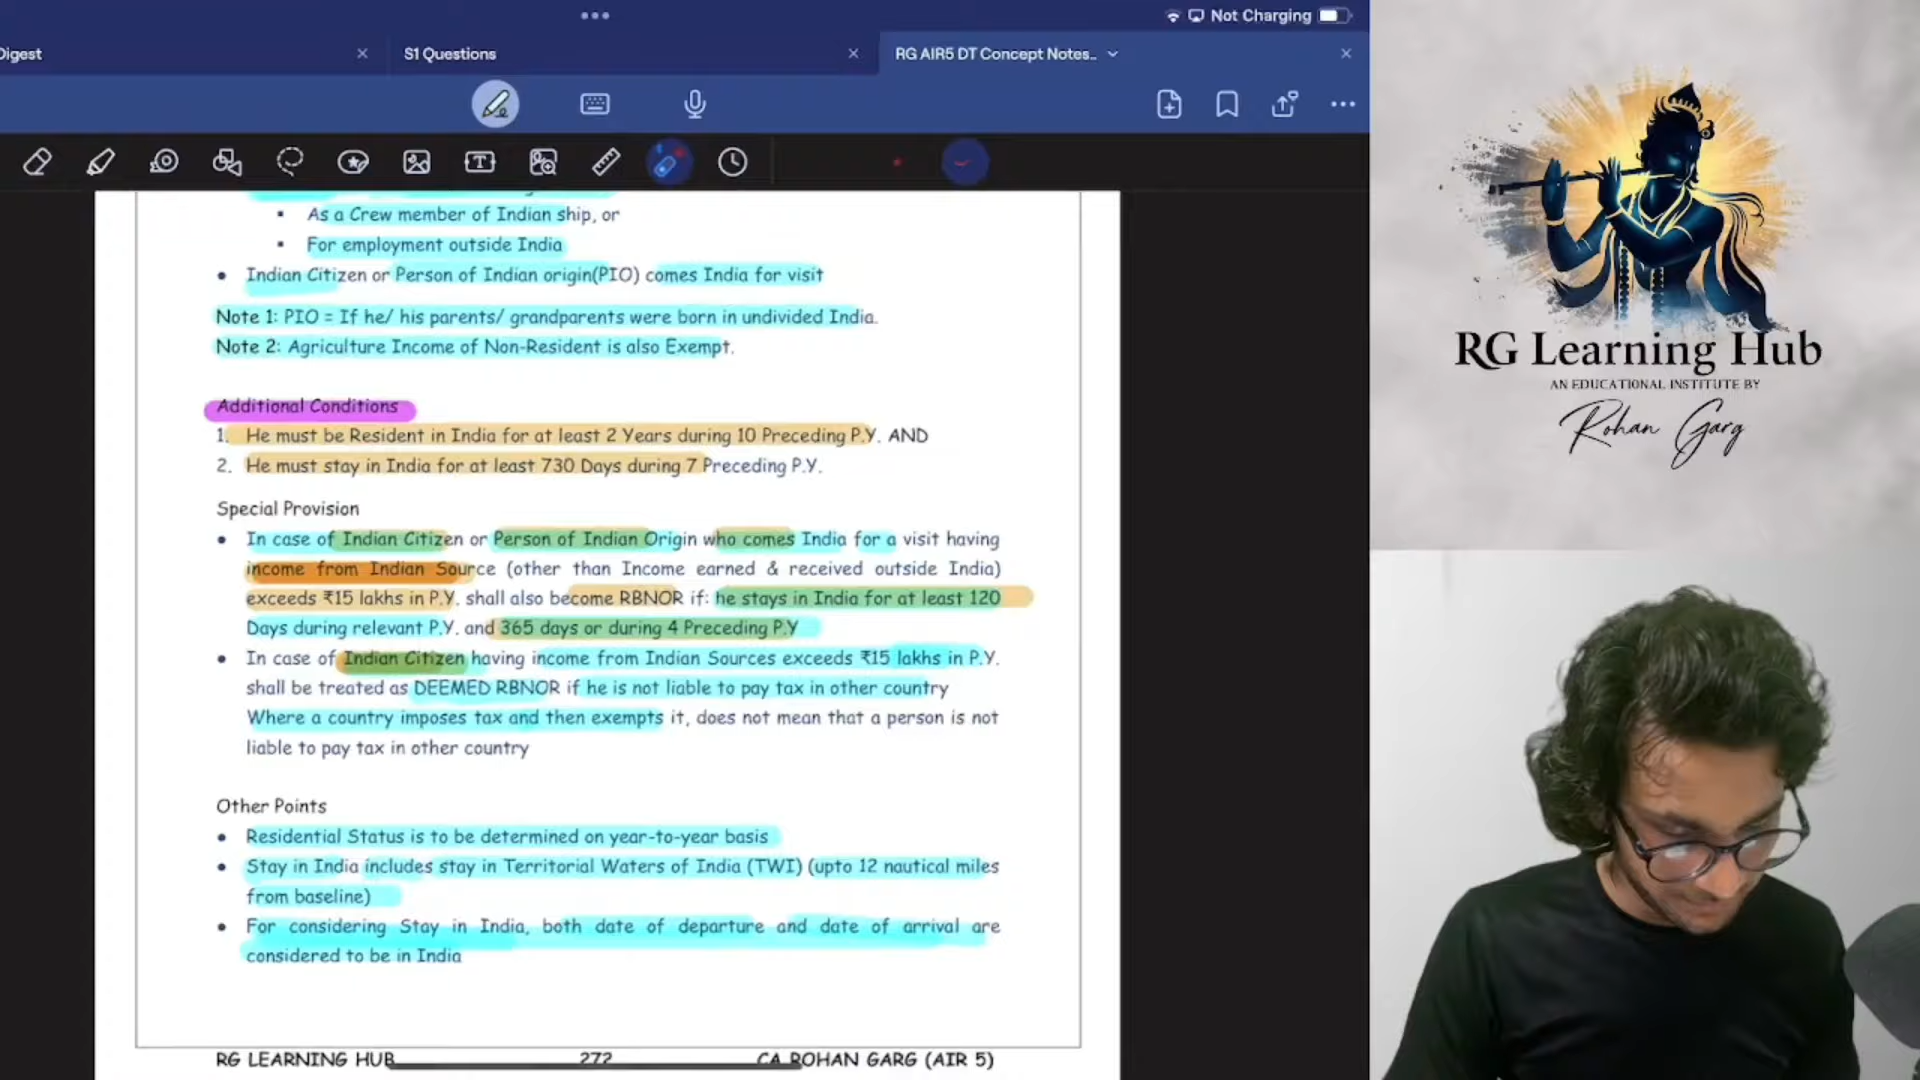 Not Charging
Digest
S1 Questions
RG AIR5 DT Concept Notes..
▪ As a Crew member of Indian ship, or
▪ For employment outside India
• Indian Citizen or Person of Indian origin(PIO) comes India for visit
Note 1: PIO = If he/ his parents/ grandparents were born in undivided India.
Note 2: Agriculture Income of Non-Resident is also Exempt.
Additional Conditions
1. He must be Resident in India for at least 2 Years during 10 Preceding P.Y. AND
2. He must stay in India for at least 730 Days during 7 Preceding P.Y.
Special Provision
• In case of Indian Citizen or Person of Indian Origin who comes India for a visit having
income from Indian Source (other than Income earned & received outside India)
exceeds ₹15 lakhs in P.Y. shall also become RBNOR if: he stays in India for at least 120
Days during relevant P.Y. and 365 days or during 4 Preceding P.Y
• In case of Indian Citizen having income from Indian Sources exceeds ₹15 lakhs in P.Y.
shall be treated as DEEMED RBNOR if he is not liable to pay tax in other country
Where a country imposes tax and then exempts it, does not mean that a person is not
liable to pay tax in other country
Other Points
• Residential Status is to be determined on year-to-year basis
• Stay in India includes stay in Territorial Waters of India (TWI) (upto 12 nautical miles
from baseline)
• For considering Stay in India, both date of departure and date of arrival are
considered to be in India
RG LEARNING HUB 272 CA ROHAN GARG (AIR 5)
RG Learning Hub
AN EDUCATIONAL INSTITUTE BY
Rohan Garg